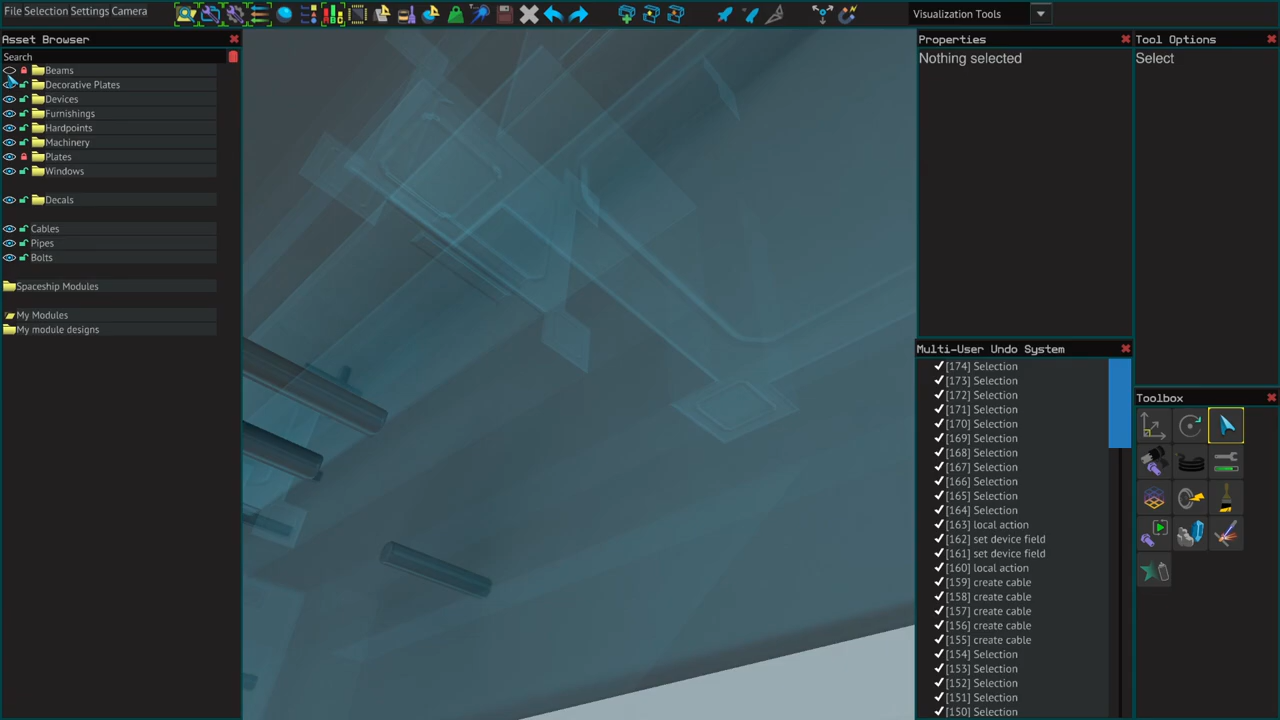 File Selection Settings Camera
Visualization Tools
Asset Browser
Search
Beams
Decorative Plates
Devices
Furnishings
Hardpoints
Machinery
Plates
Windows
Decals
Cables
Pipes
Bolts
Spaceship Modules
My Modules
My module designs
Properties
Nothing selected
Tool Options
Select
Multi-User Undo System
[174] Selection
[173] Selection
[172] Selection
[171] Selection
[170] Selection
[169] Selection
[168] Selection
[167] Selection
[166] Selection
[165] Selection
[164] Selection
[163] local action
[162] set device field
[161] set device field
[160] local action
[159] create cable
[158] create cable
[157] create cable
[156] create cable
[155] create cable
[154] Selection
[153] Selection
[152] Selection
[151] Selection
[150] Selection
Toolbox